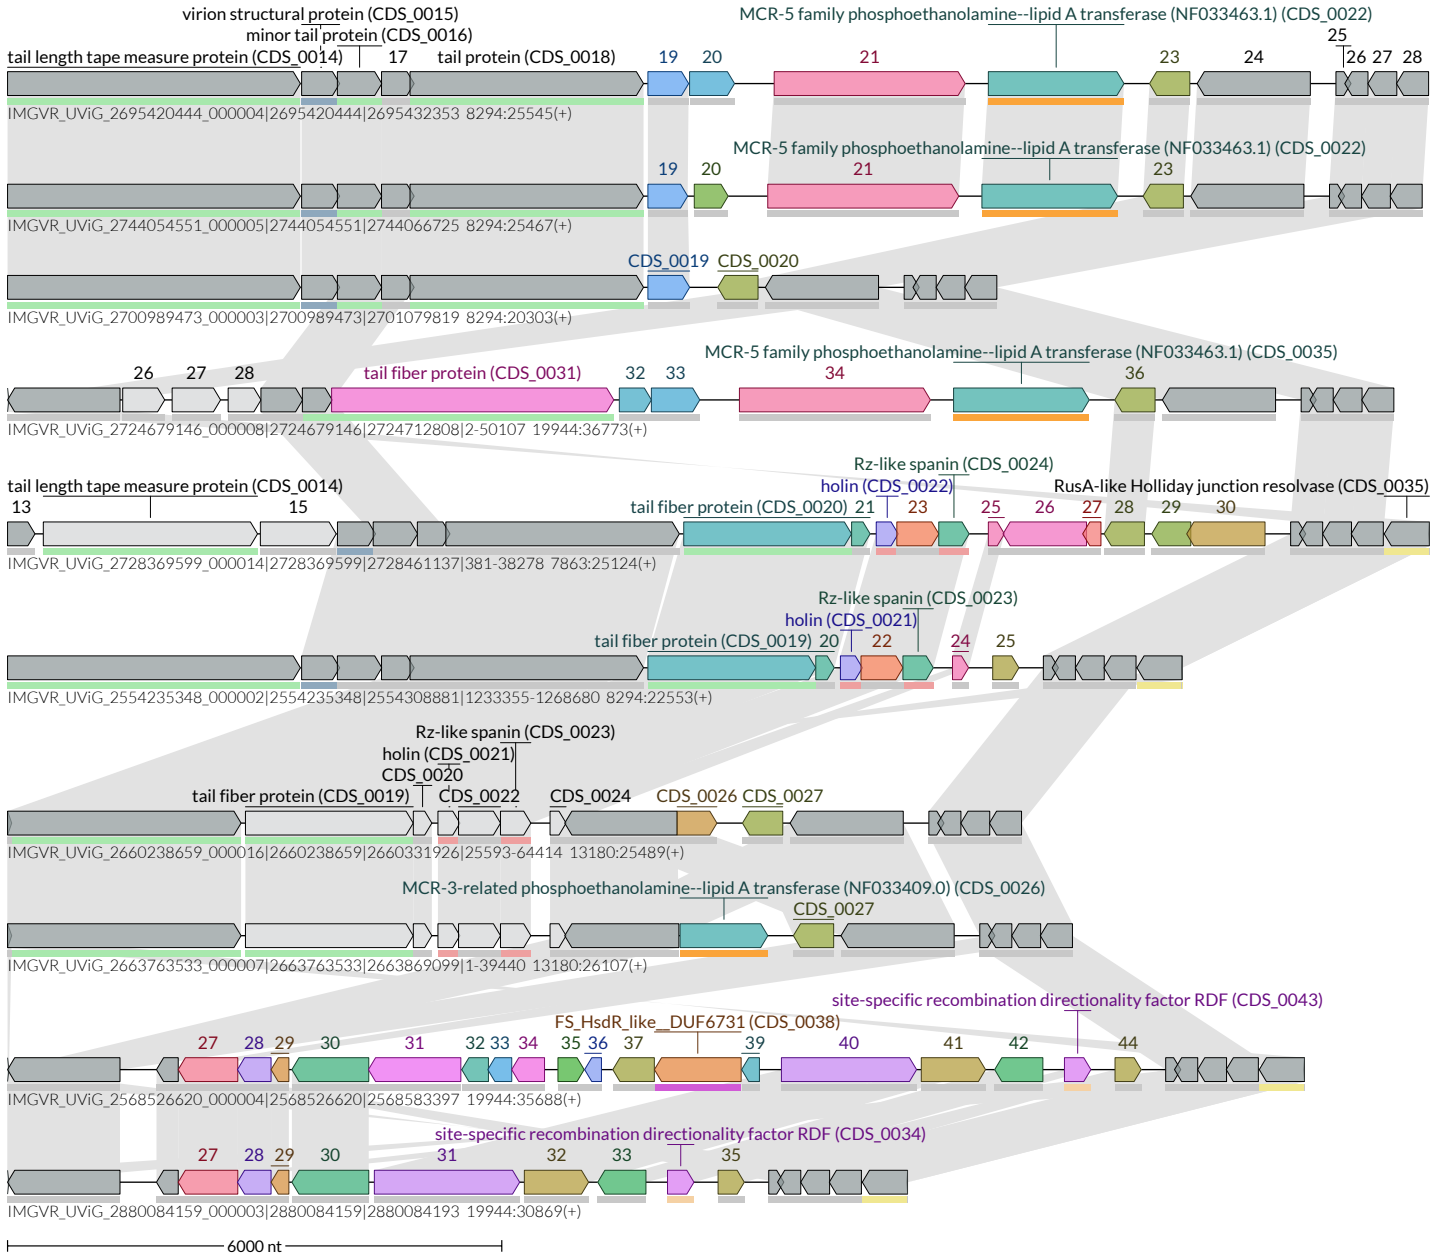 virion structural protein (CDS_0015)
MCR-5 family phosphoethanolamine--lipid A transferase (NF033463.1) (CDS_0022)
minor tail protein (CDS_0016)
25
tail length tape measure protein (CDS_0014) 17 tail protein (CDS_0018) 19 20 21 23 24 26 27 28
IMGVR_UViG_2695420444_000004|2695420444|2695432353 8294:25545(+)
MCR-5 family phosphoethanolamine--lipid A transferase (NF033463.1) (CDS_0022)
19 20 21 23
IMGVR_UViG_2744054551_000005|2744054551|2744066725 8294:25467(+)
CDS_0019 CDS_0020
IMGVR_UViG_2700989473_000003|2700989473|2701079819 8294:20303(+)
MCR-5 family phosphoethanolamine--lipid A transferase (NF033463.1) (CDS_0035)
26 27 28 tail fiber protein (CDS_0031) 32 33 34 36
IMGVR_UViG_2724679146_000008|2724679146|2724712808|2-50107 19944:36773(+)
Rz-like spanin (CDS_0024)
tail length tape measure protein (CDS_0014) holin (CDS_0022) RusA-like Holliday junction resolvase (CDS_0035)
13 15 tail fiber protein (CDS_0020) 21 23 25 26 27 28 29 30
IMGVR_UViG_2728369599_000014|2728369599|2728461137|381-38278 7863:25124(+)
Rz-like spanin (CDS_0023)
holin (CDS_0021)
tail fiber protein (CDS_0019) 20 22 24 25
IMGVR_UViG_2554235348_000002|2554235348|2554308881|1233355-1268680 8294:22553(+)
Rz-like spanin (CDS_0023)
holin (CDS_0021)
CDS_0020
tail fiber protein (CDS_0019) CDS_0022 CDS_0024 CDS_0026 CDS_0027
IMGVR_UViG_2660238659_000016|2660238659|2660331926|25593-64414 13180:25489(+)
MCR-3-related phosphoethanolamine--lipid A transferase (NF033409.0) (CDS_0026)
CDS_0027
IMGVR_UViG_2663763533_000007|2663763533|2663869099|1-39440 13180:26107(+)
site-specific recombination directionality factor RDF (CDS_0043)
FS_HsdR_like__DUF6731 (CDS_0038)
27 28 29 30 31 32 33 34 35 36 37 39 40 41 42 44
IMGVR_UViG_2568526620_000004|2568526620|2568583397 19944:35688(+)
site-specific recombination directionality factor RDF (CDS_0034)
27 28 29 30 31 32 33 35
IMGVR_UViG_2880084159_000003|2880084159|2880084193 19944:30869(+)
6000 nt